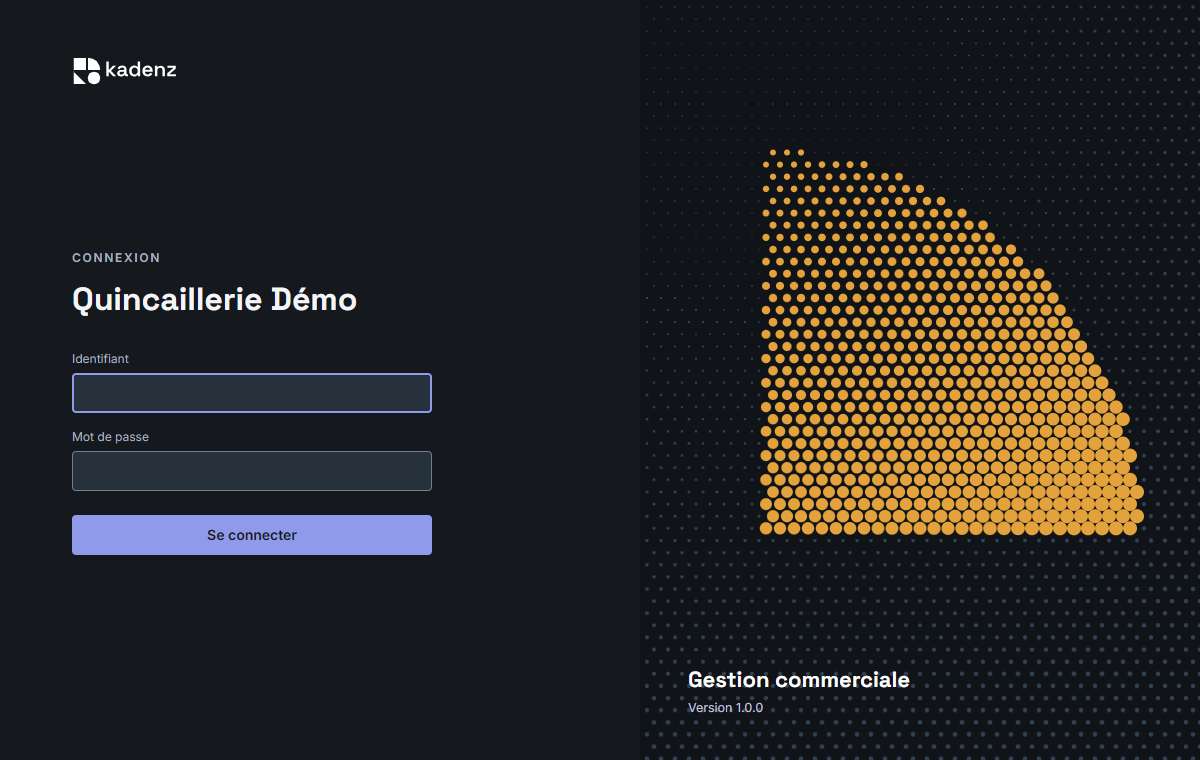 kadenz
CONNEXION
Quincaillerie Démo
Identifiant
Mot de passe
Se connecter
Gestion commerciale
Version 1.0.0